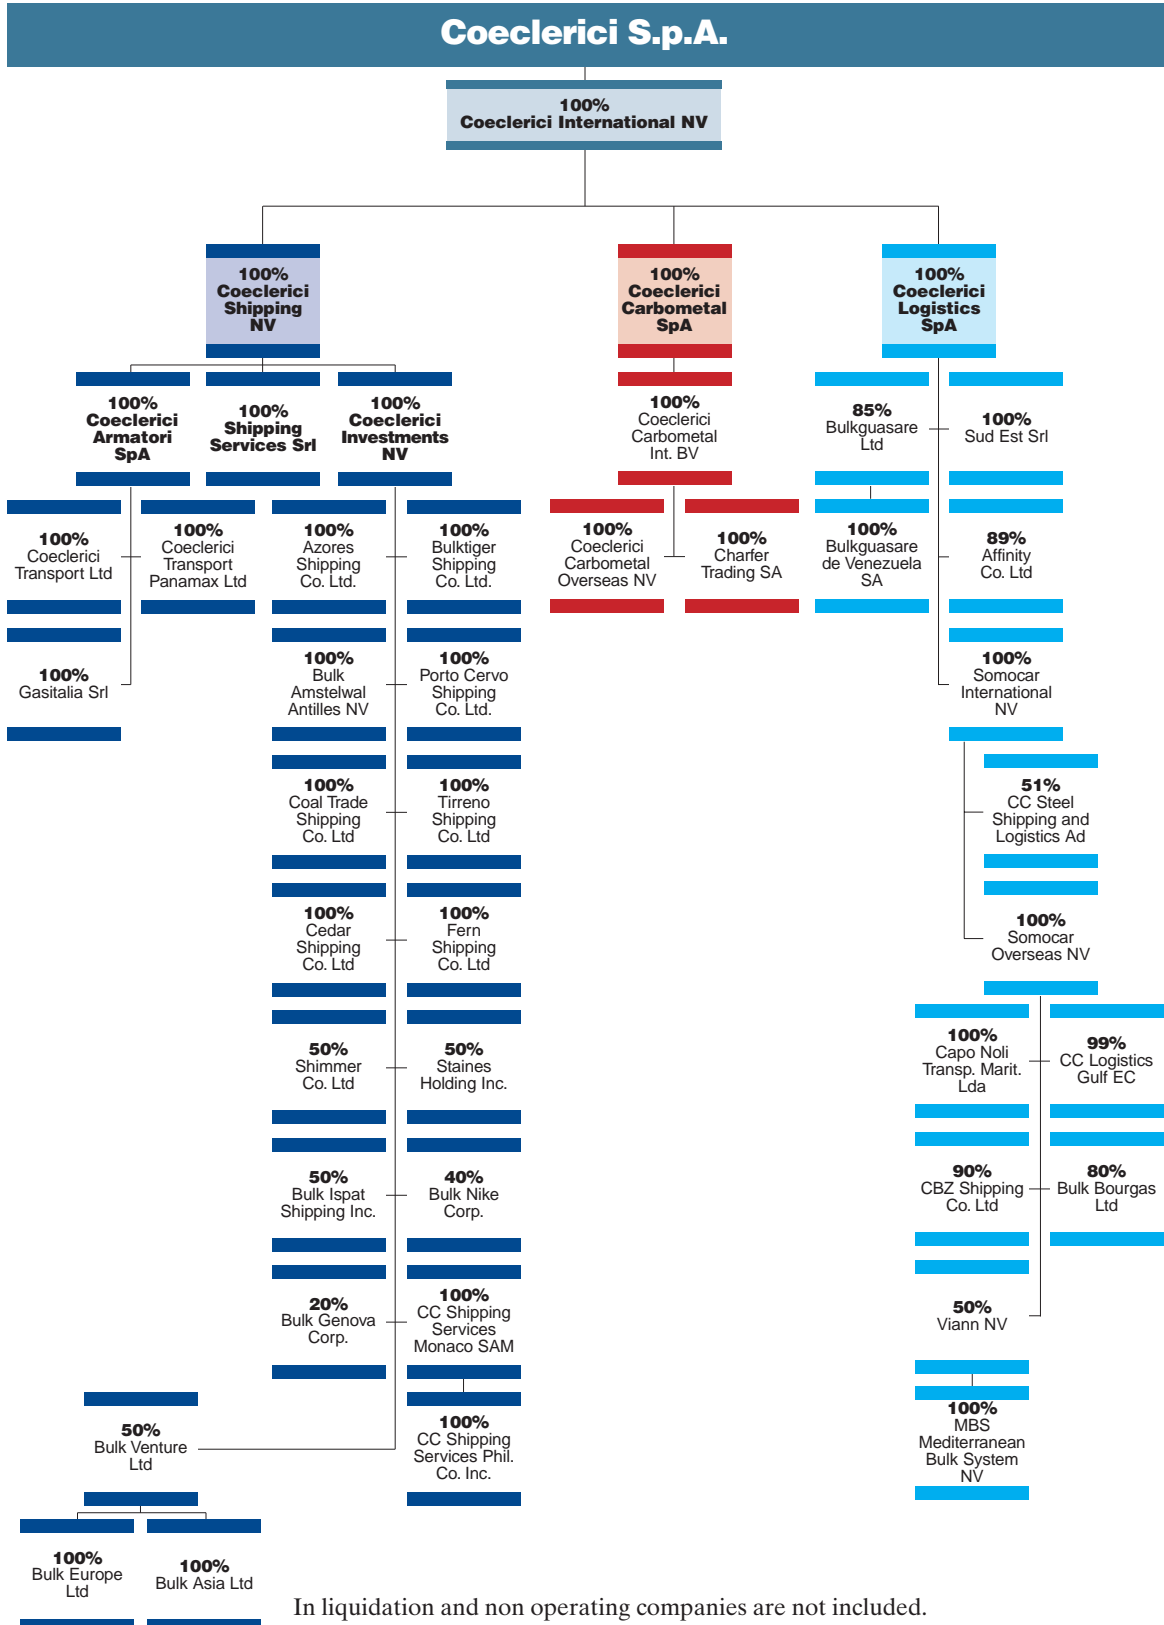 Coeclerici S.p.A.
100%
Coeclerici International NV
100%
Coeclerici
Shipping
NV
100%
Coeclerici
Carbometal
SpA
100%
Coeclerici
Logistics
SpA
100%
Coeclerici
Armatori
SpA
100%
Shipping
Services Srl
100%
Coeclerici
Investments
NV
100%
Coeclerici
Carbometal
Int. BV
85%
Bulkguasare
Ltd
100%
Sud Est Srl
100%
Coeclerici
Transport Ltd
100%
Coeclerici
Transport
Panamax Ltd
100%
Azores
Shipping
Co. Ltd.
100%
Bulktiger
Shipping
Co. Ltd.
100%
Coeclerici
Carbometal
Overseas NV
100%
Charfer
Trading SA
100%
Bulkguasare
de Venezuela
SA
89%
Affinity
Co. Ltd
100%
Gasitalia Srl
100%
Bulk
Amstelwal
Antilles NV
100%
Porto Cervo
Shipping
Co. Ltd.
100%
Somocar
International
NV
100%
Coal Trade
Shipping
Co. Ltd
100%
Tirreno
Shipping
Co. Ltd
51%
CC Steel
Shipping and
Logistics Ad
100%
Cedar
Shipping
Co. Ltd
100%
Fern
Shipping
Co. Ltd
100%
Somocar
Overseas NV
50%
Shimmer
Co. Ltd
50%
Staines
Holding Inc.
100%
Capo Noli
Transp. Marit.
Lda
99%
CC Logistics
Gulf EC
50%
Bulk Ispat
Shipping Inc.
40%
Bulk Nike
Corp.
90%
CBZ Shipping
Co. Ltd
80%
Bulk Bourgas
Ltd
20%
Bulk Genova
Corp.
100%
CC Shipping
Services
Monaco SAM
50%
Viann NV
50%
Bulk Venture
Ltd
100%
CC Shipping
Services Phil.
Co. Inc.
100%
MBS
Mediterranean
Bulk System
NV
100%
Bulk Europe
Ltd
100%
Bulk Asia Ltd
In liquidation and non operating companies are not included.